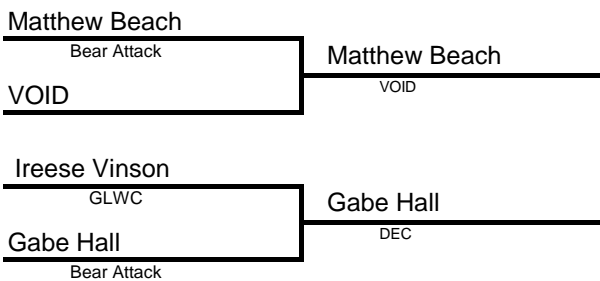 Matthew Beach
Bear Attack
Matthew Beach
VOID
VOID
Ireese Vinson
GLWC
Gabe Hall
DEC
Gabe Hall
Bear Attack